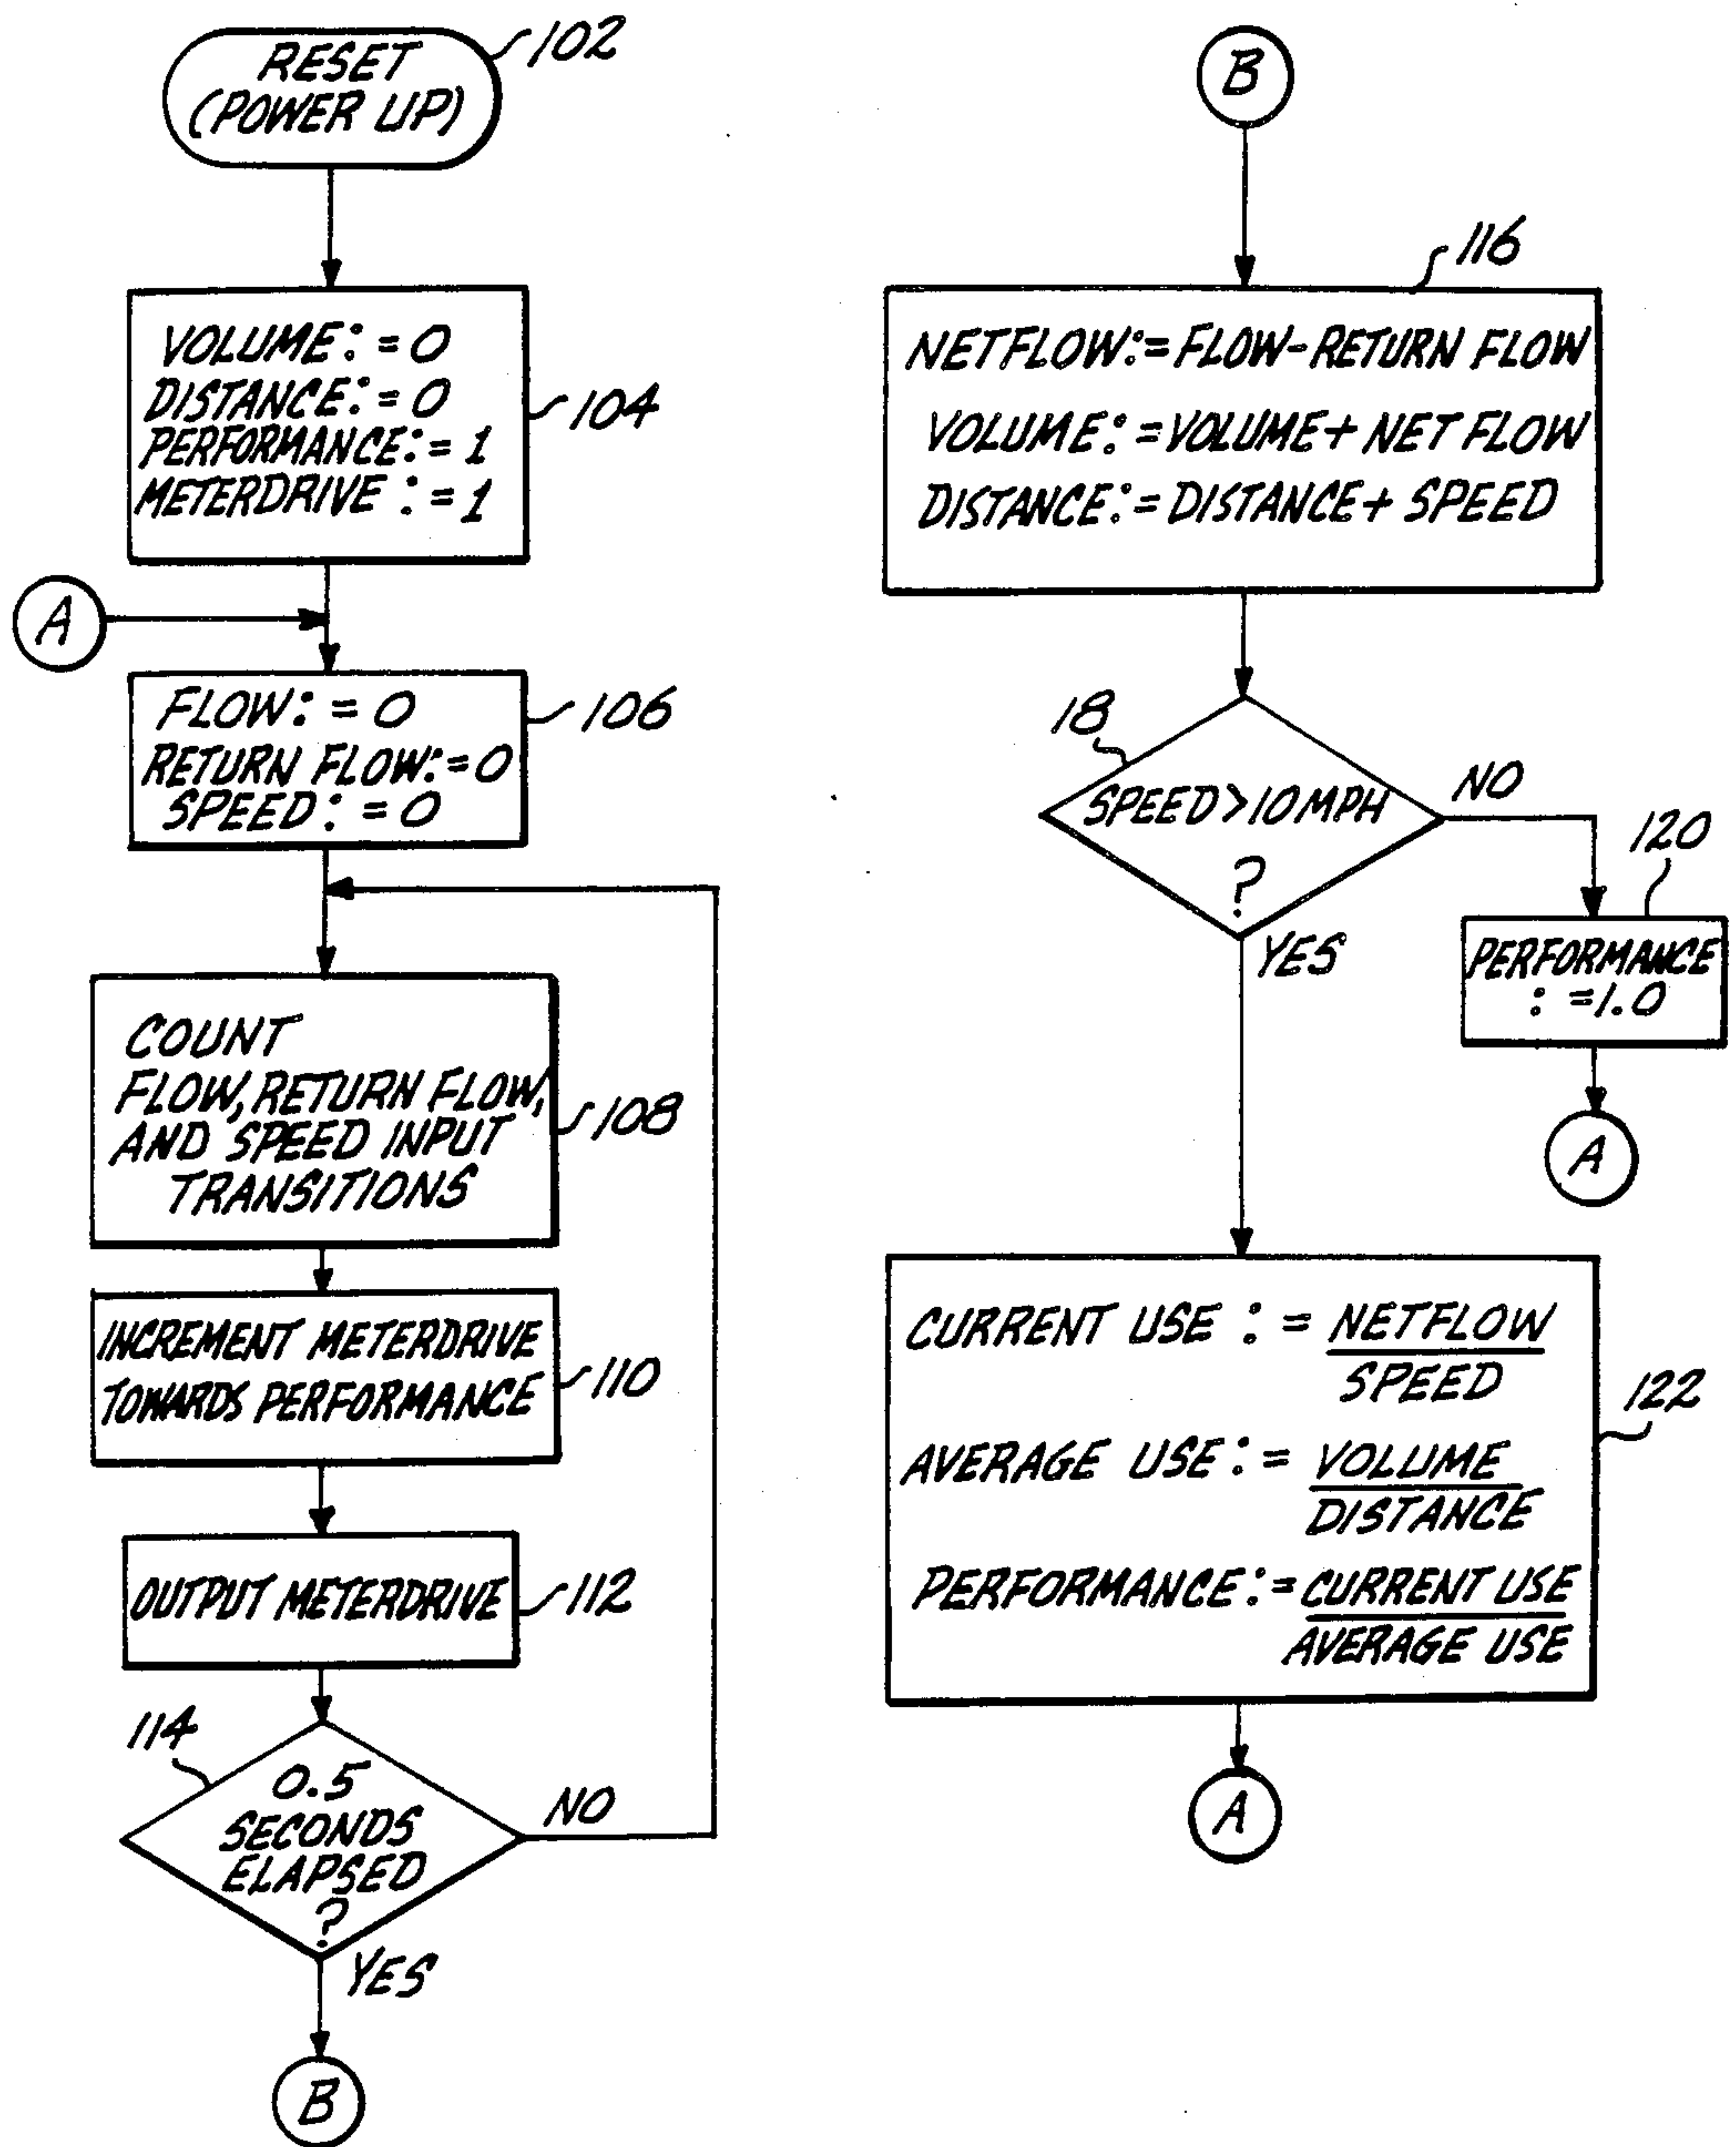 RESET
(POWER UP)
102
VOLUME:=0
DISTANCE:=0
PERFORMANCE:=1
METERDRIVE:=1
104
A
FLOW:=0
RETURN FLOW:=0
SPEED:=0
106
COUNT
FLOW, RETURN FLOW,
AND SPEED INPUT
TRANSITIONS
108
INCREMENT METERDRIVE
TOWARDS PERFORMANCE
110
OUTPUT METERDRIVE
112
114
0.5
SECONDS
ELAPSED
?
NO
YES
B
B
116
NETFLOW:=FLOW-RETURN FLOW
VOLUME:=VOLUME+ NET FLOW
DISTANCE:=DISTANCE+ SPEED
18
SPEED>10MPH
?
NO
YES
120
PERFORMANCE
:=1.0
A
CURRENT USE := NETFLOW
SPEED
122
AVERAGE USE := VOLUME
DISTANCE
PERFORMANCE:= CURRENT USE
AVERAGE USE
A